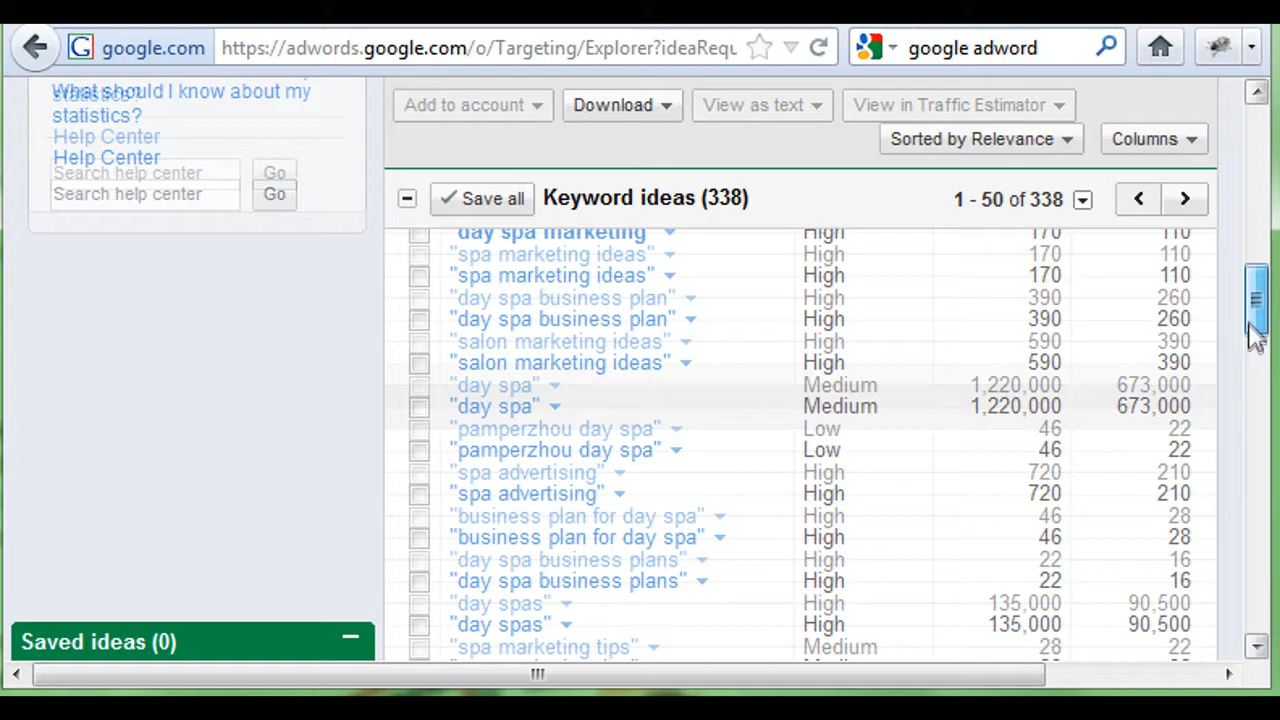 google.com
https://adwords.google.com/o/Targeting/Explorer?ideaRequ
google adword
What should I know about my
statistics?
statistics?
Help Center
Help Center
Search help center Go
Search help center Go
Add to account Download View as text View in Traffic Estimator
Sorted by Relevance Columns
Save all Keyword ideas (338) 1 - 50 of 338
"day spa marketing" High 170 110
"spa marketing ideas" High 170 110
"spa marketing ideas" High 170 110
"day spa business plan" High 390 260
"day spa business plan" High 390 260
"salon marketing ideas" High 590 390
"salon marketing ideas" High 590 390
"day spa" Medium 1,220,000 673,000
"day spa" Medium 1,220,000 673,000
"pamperzhou day spa" Low 46 22
"pamperzhou day spa" Low 46 22
"spa advertising" High 720 210
"spa advertising" High 720 210
"business plan for day spa" High 46 28
"business plan for day spa" High 46 28
"day spa business plans" High 22 16
"day spa business plans" High 22 16
"day spas" High 135,000 90,500
"day spas" High 135,000 90,500
"spa marketing tips" Medium 28 22
Saved ideas (0)